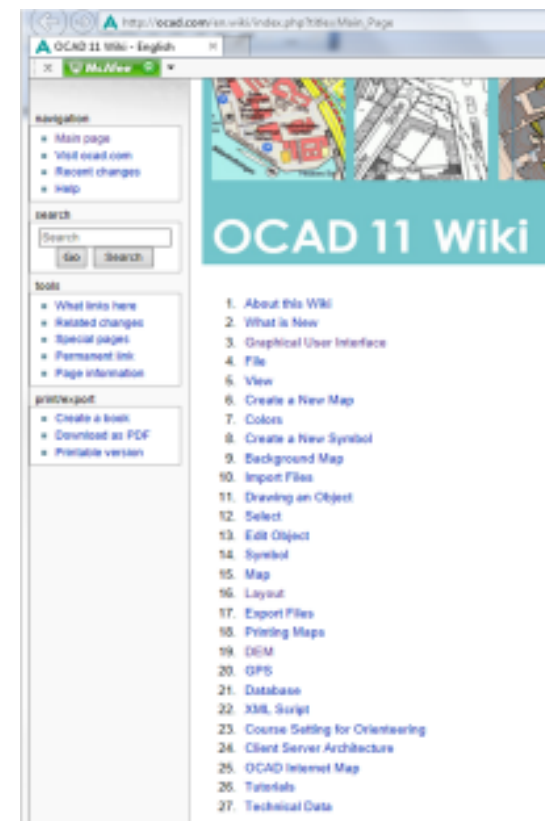 http://ocad.com/en.wiki/index.php?title=Main_Page
OCAD 11 Wiki - English
McAfee
navigation
Main page
Visit ocad.com
Recent changes
Help
search
Search
Go Search
tools
What links here
Related changes
Special pages
Permanent link
Page information
print/export
Create a book
Download as PDF
Printable version
OCAD 11 Wiki
1. About this Wiki
2. What is New
3. Graphical User Interface
4. File
5. View
6. Create a New Map
7. Colors
8. Create a New Symbol
9. Background Map
10. Import Files
11. Drawing an Object
12. Select
13. Edit Object
14. Symbol
15. Map
16. Layout
17. Export Files
18. Printing Maps
19. DEM
20. GPS
21. Database
22. XML Script
23. Course Setting for Orienteering
24. Client Server Architecture
25. OCAD Internet Map
26. Tutorials
27. Technical Data